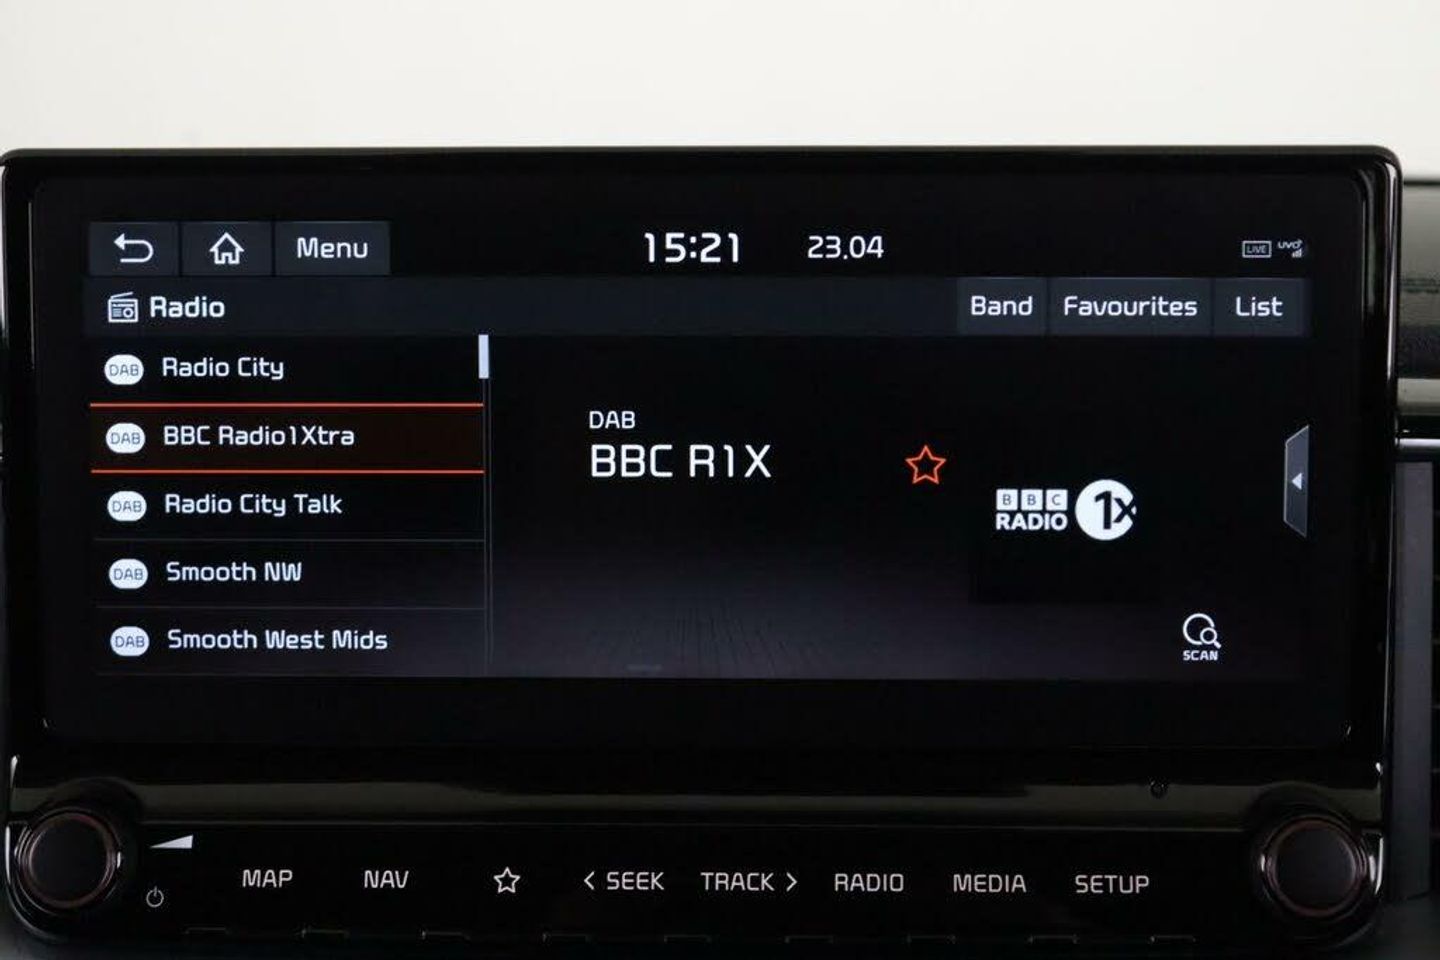 Menu
15:21
23.04
LIVE
UVO
Radio
Band
Favourites
List
DAB Radio City
DAB BBC Radio1Xtra
DAB Radio City Talk
DAB Smooth NW
DAB Smooth West Mids
DAB
BBC R1X
BBC
RADIO
1X
SCAN
MAP
NAV
< SEEK
TRACK >
RADIO
MEDIA
SETUP